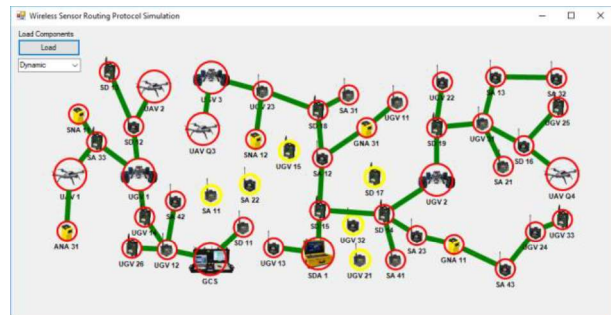 Wireless Sensor Routing Protocol Simulation
Load Components
Load
Dynamic
UAV 2
UAV 3
UGV 23
SA 31
UGV 11
UGV 22
SA 13
SA 32
UGV 25
SD 12
SD 18
SD 19
SNA 12
UAV Q3
UGV 15
GNA 31
SA 33
SA 12
SD 16
SA 21
UAV Q4
UAV 1
UGV 1
SA 11
SA 22
SD 17
UGV 2
SA 42
SD 11
SD 15
UGV 32
SD 14
ANA 31
UGV 26
UGV 12
GCS
UGV 13
SDA 1
UGV 21
SA 41
SA 23
GNA 11
UGV 24
UGV 33
SA 43